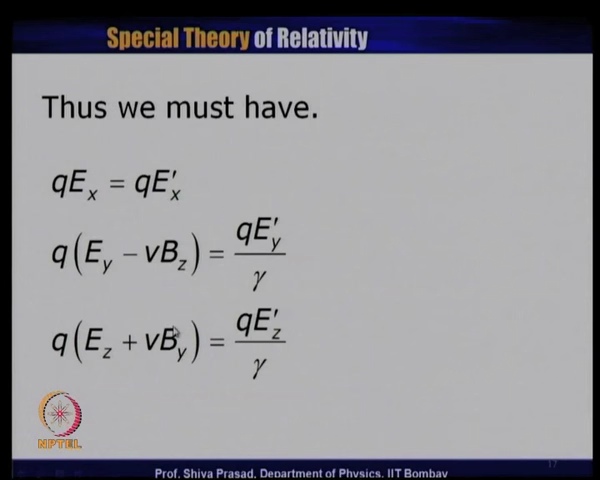 Special Theory of Relativity
Thus we must have.
qE_x = qE'_x
q(E_y − vB_z) = qE'_y / γ
q(E_z + vB_y) = qE'_z / γ
NPTEL
17
Prof. Shiva Prasad, Department of Physics, IIT Bombay